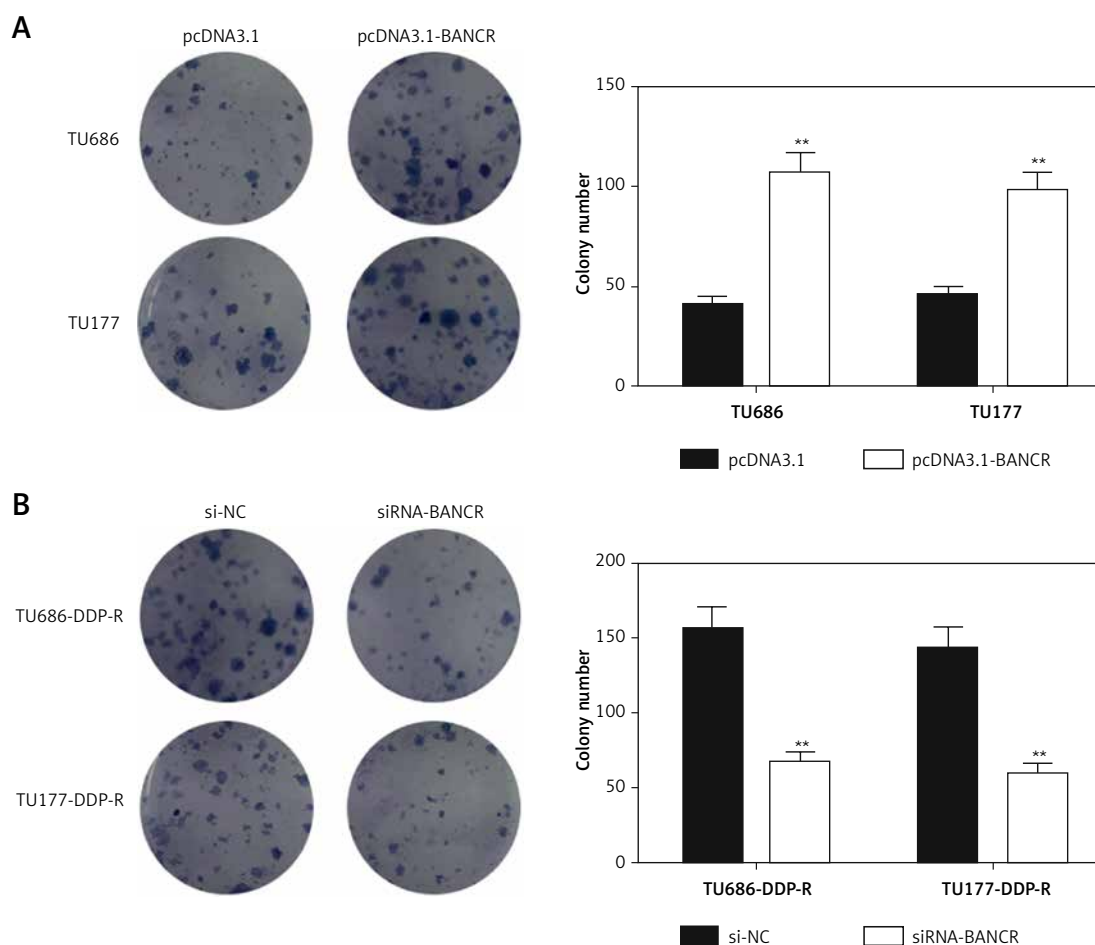 A
pcDNA3.1 pcDNA3.1-BANCR
TU686
TU177
150
100
50
0
Colony number
**
**
TU686 TU177
pcDNA3.1 pcDNA3.1-BANCR
B
si-NC siRNA-BANCR
TU686-DDP-R
TU177-DDP-R
200
150
100
50
0
Colony number
**
**
TU686-DDP-R TU177-DDP-R
si-NC siRNA-BANCR